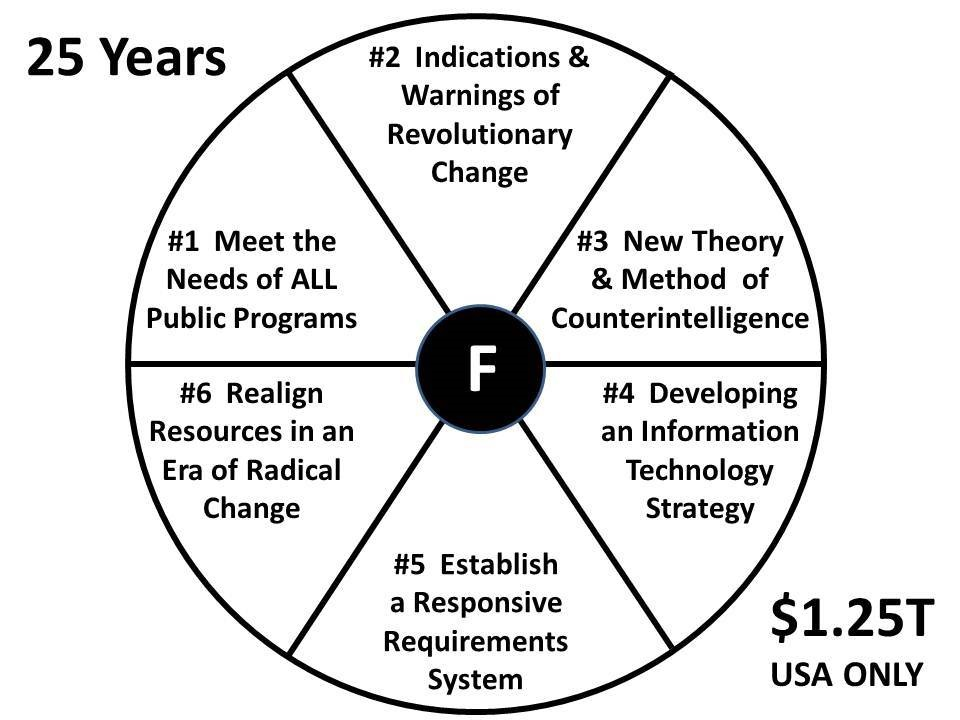 25 Years
#2 Indications &
Warnings of
Revolutionary
Change
#1 Meet the
Needs of ALL
Public Programs
#3 New Theory
& Method of
Counterintelligence
F
#6 Realign
Resources in an
Era of Radical
Change
#4 Developing
an Information
Technology
Strategy
#5 Establish
a Responsive
Requirements
System
$1.25T
USA ONLY